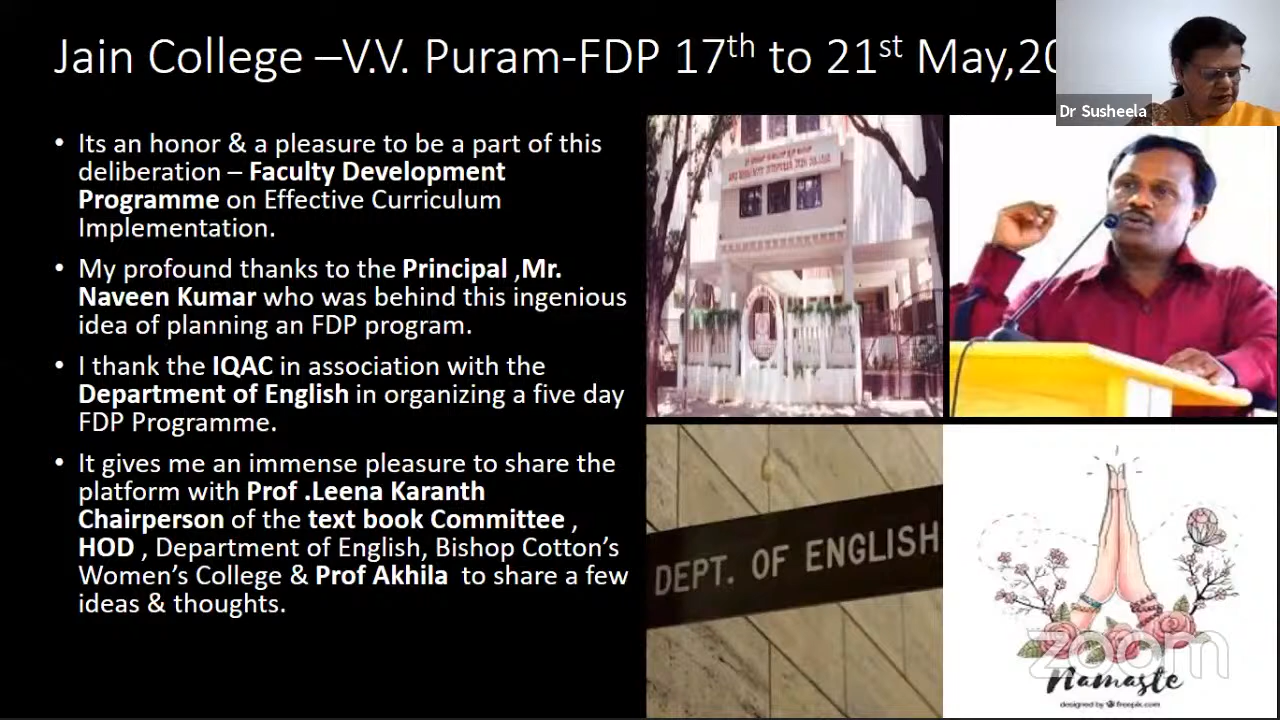 Jain College –V.V. Puram-FDP 17th to 21st May,20
Dr Susheela
• Its an honor & a pleasure to be a part of this
deliberation – Faculty Development
Programme on Effective Curriculum
Implementation.
• My profound thanks to the Principal ,Mr.
Naveen Kumar who was behind this ingenious
idea of planning an FDP program.
• I thank the IQAC in association with the
Department of English in organizing a five day
FDP Programme.
• It gives me an immense pleasure to share the
platform with Prof .Leena Karanth
Chairperson of the text book Committee ,
HOD , Department of English, Bishop Cotton’s
Women’s College & Prof Akhila to share a few
ideas & thoughts.
DEPT. OF ENGLISH
zoom
Namaste
designed by freepik.com